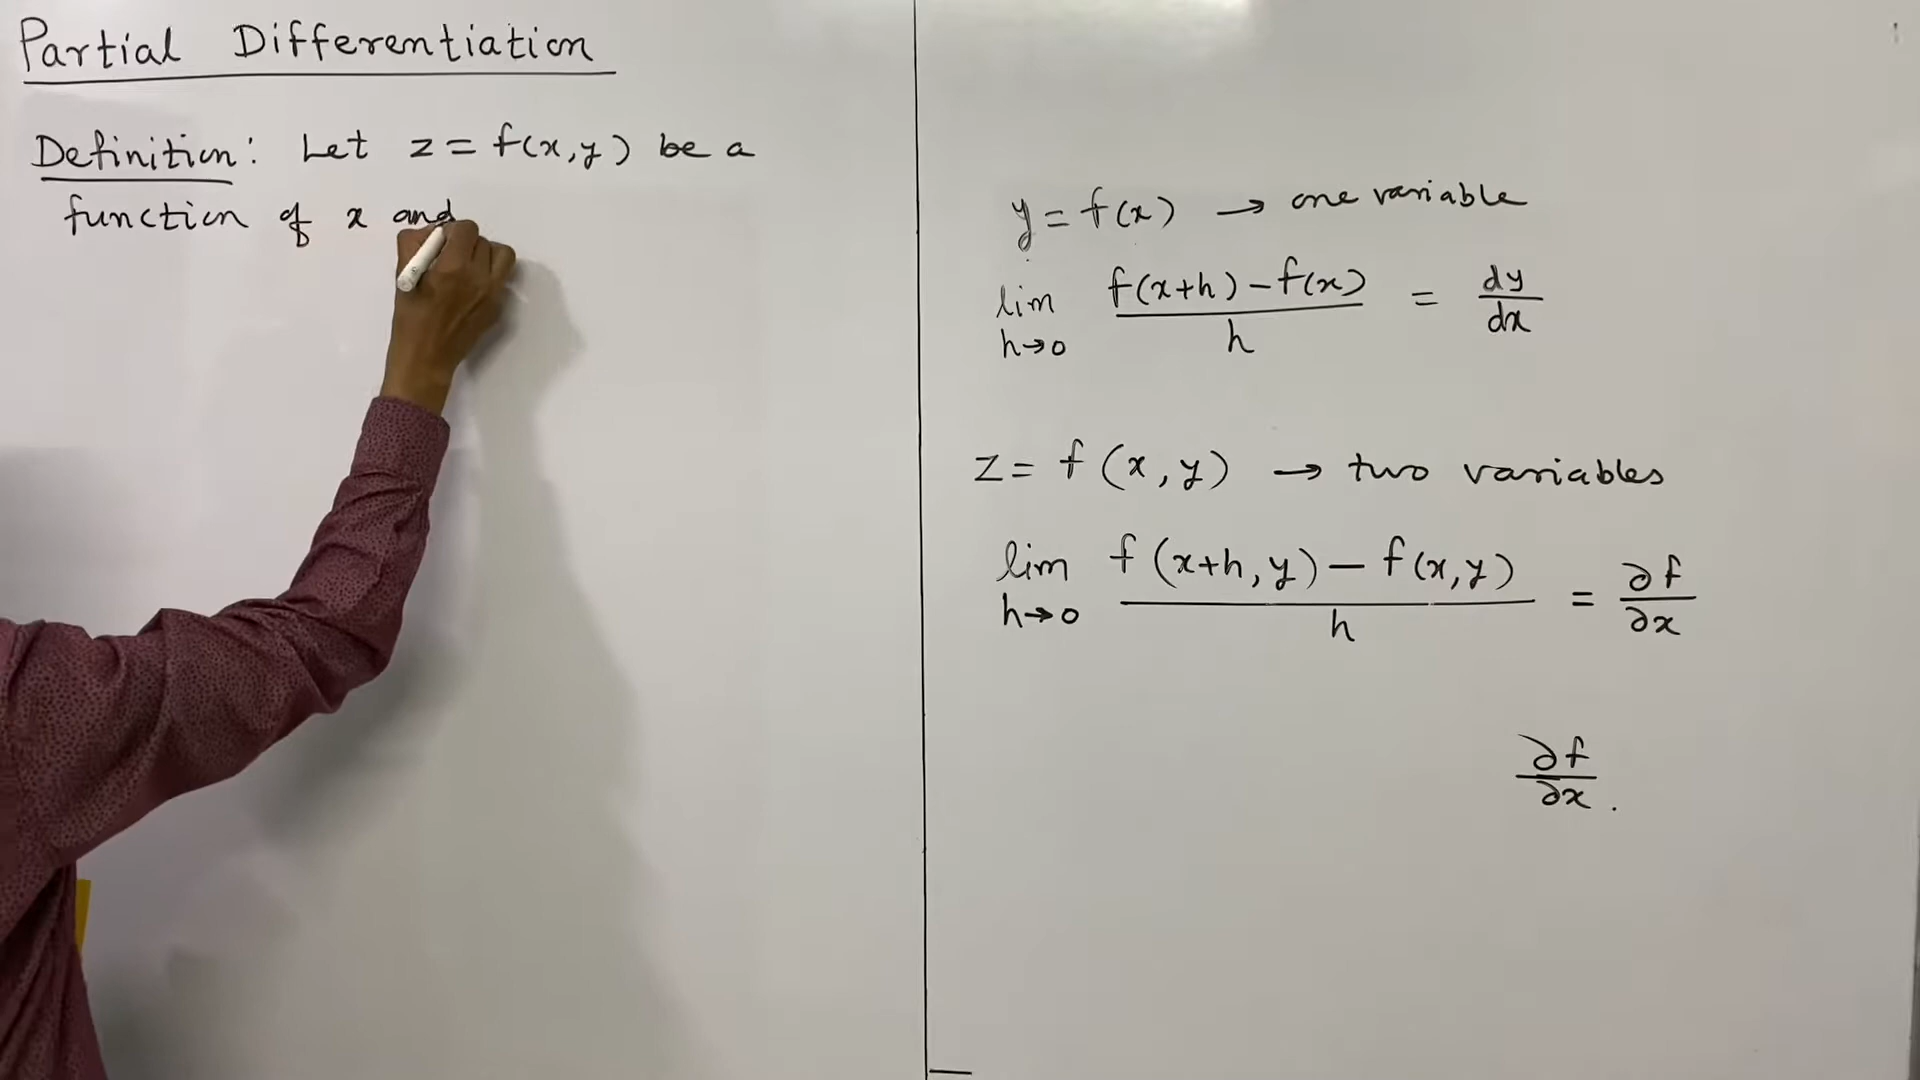 Partial Differentiation
Definition: Let z = f(x,y) be a
function of x and
y = f(x) → one variable
lim h→0 f(x+h) - f(x) / h = dy/dx
z = f(x,y) → two variables
lim h→0 f(x+h,y) - f(x,y) / h = ∂f/∂x
∂f/∂x .